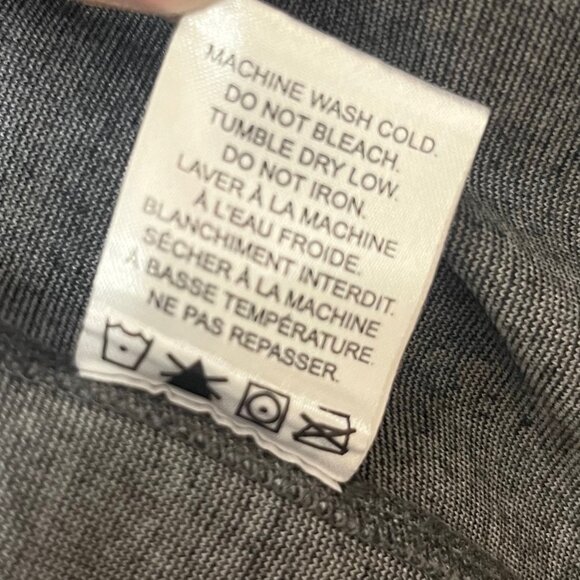 MACHINE WASH COLD.
DO NOT BLEACH.
TUMBLE DRY LOW.
DO NOT IRON.
LAVER À LA MACHINE
À L'EAU FROIDE.
BLANCHIMENT INTERDIT.
SÉCHER À LA MACHINE
À BASSE TEMPÉRATURE.
NE PAS REPASSER.